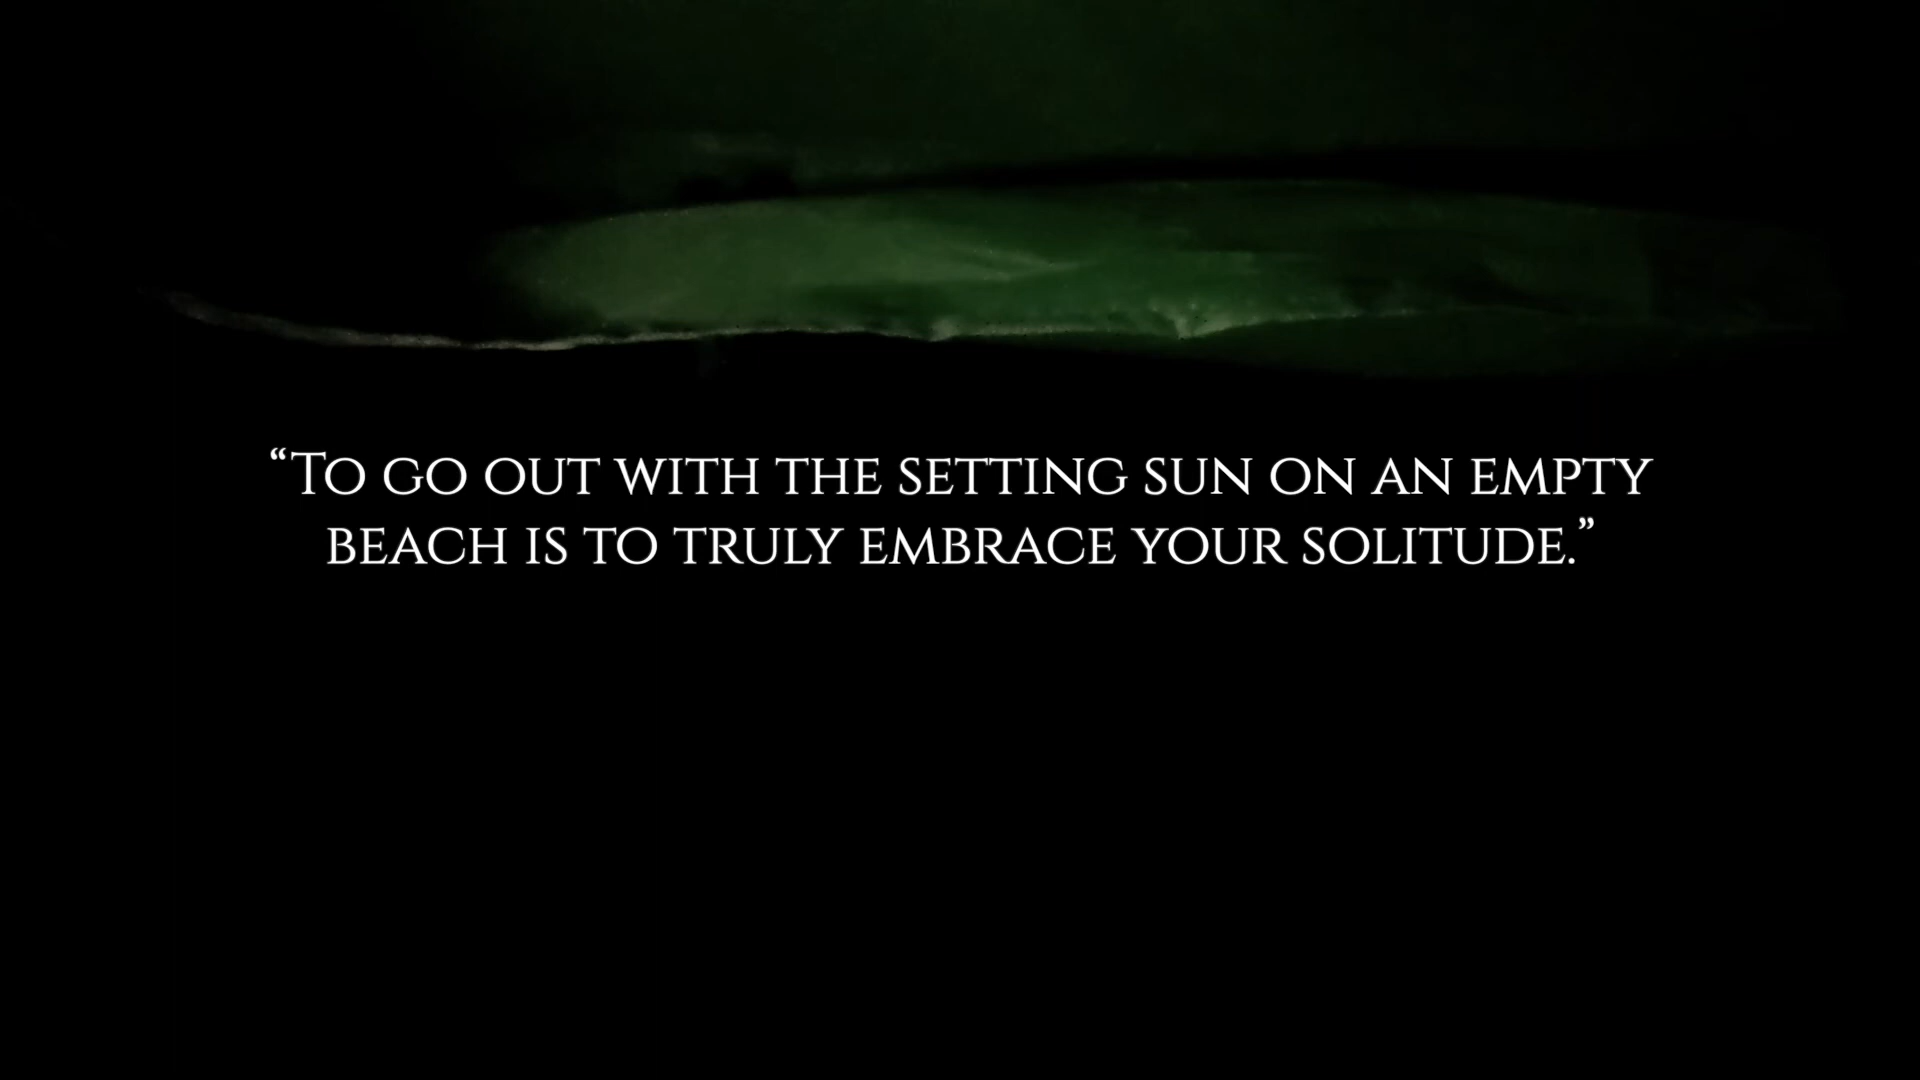 “To go out with the setting sun on an empty
beach is to truly embrace your solitude.”